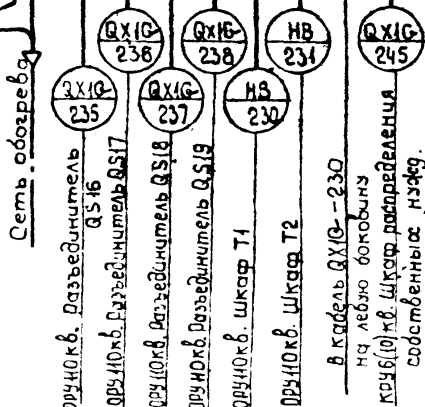 QX1G
236
QX1G
238
НВ
231
QX1G
245
QX1G
235
QX1G
237
НВ
230
Сеть обогрева
ОРУ110кв. Разъединитель
QS16
ОРУ110кв. Разъединитель QS17
ОРУ110кв. Разъединитель QS18
ОРУ110кв. Разъединитель QS19
ОРУ110кв. Шкаф Т1
ОРУ110кв. Шкаф Т2
В кабель QX1G-230
на левую боковину
КРУ6(10)кв. Шкаф распределения
собственных нужд.